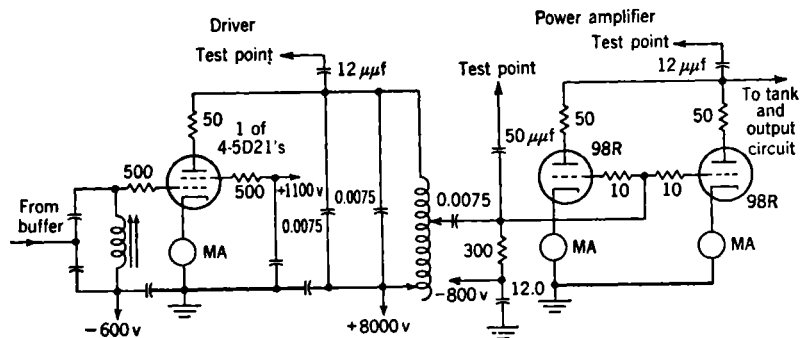 Driver
Power amplifier
Test point
12 μμf
Test point
Test point
12 μμf
To tank
and
output
circuit
50
1 of
4-5D21's
50 μμf
50
98R
50
500
500
+1100 v
0.0075
0.0075
10
10
98R
From
buffer
MA
300
MA
MA
-800 v
12.0
-600 v
+8000 v